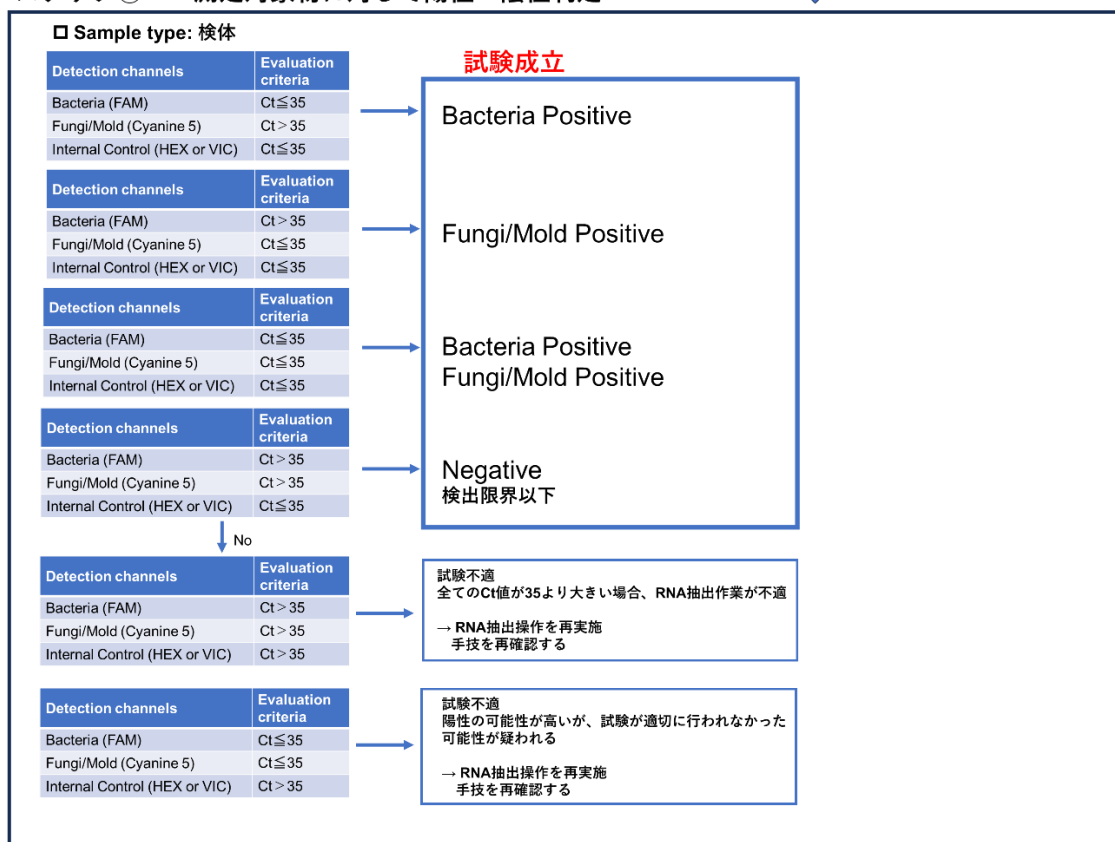 □ Sample type: 検体
試験成立
Detection channels Evaluation criteria
Bacteria (FAM) Ct≦35
Fungi/Mold (Cyanine 5) Ct＞35
Internal Control (HEX or VIC) Ct≦35
Bacteria Positive
Detection channels Evaluation criteria
Bacteria (FAM) Ct＞35
Fungi/Mold (Cyanine 5) Ct≦35
Internal Control (HEX or VIC) Ct≦35
Fungi/Mold Positive
Detection channels Evaluation criteria
Bacteria (FAM) Ct≦35
Fungi/Mold (Cyanine 5) Ct≦35
Internal Control (HEX or VIC) Ct≦35
Bacteria Positive
Fungi/Mold Positive
Detection channels Evaluation criteria
Bacteria (FAM) Ct＞35
Fungi/Mold (Cyanine 5) Ct＞35
Internal Control (HEX or VIC) Ct≦35
Negative
検出限界以下
No
Detection channels Evaluation criteria
Bacteria (FAM) Ct＞35
Fungi/Mold (Cyanine 5) Ct＞35
Internal Control (HEX or VIC) Ct＞35
試験不適
全てのCt値が35より大きい場合、RNA抽出作業が不適
→ RNA抽出操作を再実施
手技を再確認する
Detection channels Evaluation criteria
Bacteria (FAM) Ct≦35
Fungi/Mold (Cyanine 5) Ct≦35
Internal Control (HEX or VIC) Ct＞35
試験不適
陽性の可能性が高いが、試験が適切に行われなかった
可能性が疑われる
→ RNA抽出操作を再実施
手技を再確認する